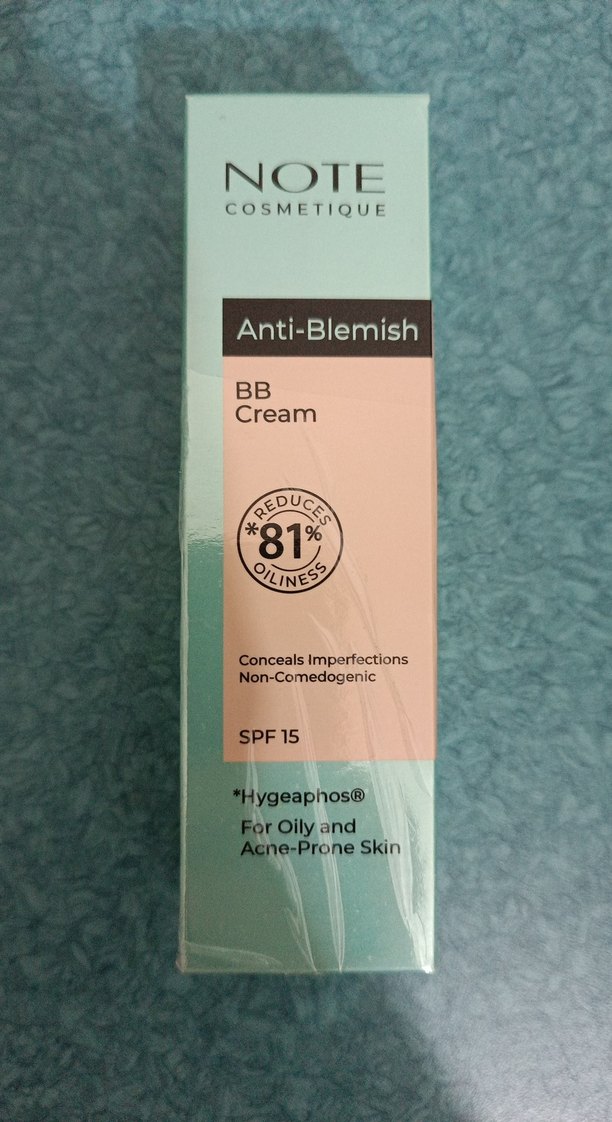 NOTE
COSMETIQUE
Anti-Blemish
BB
Cream
REDUCES
*81%
OILINESS
Conceals Imperfections
Non-Comedogenic
SPF 15
*Hygeaphos®
For Oily and
Acne-Prone Skin